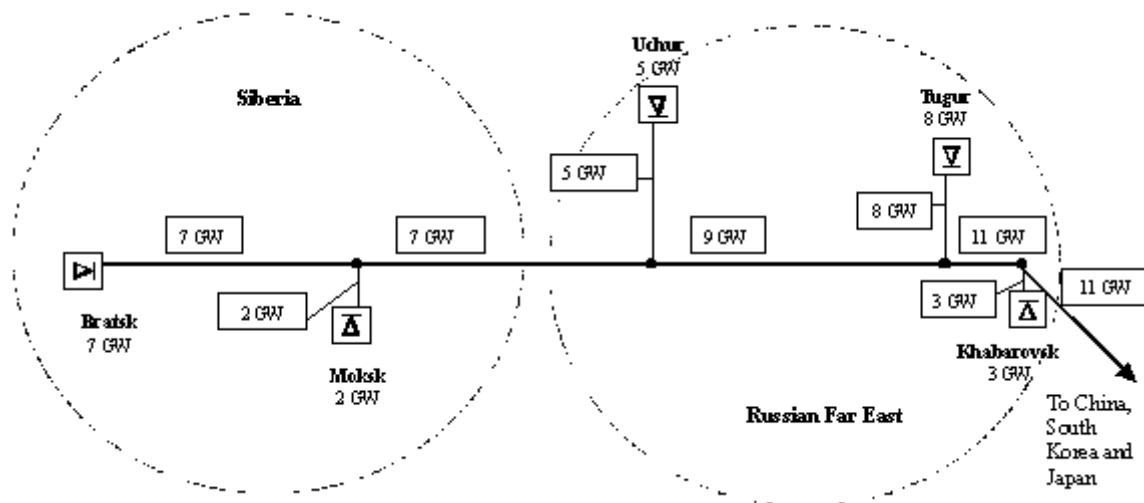 Uchur
5 GW
Siberia
Tugur
8 GW
5 GW
8 GW
7 GW
7 GW
9 GW
11 GW
11 GW
2 GW
3 GW
Bratsk
7 GW
Moksk
2 GW
Khabarovsk
3 GW
Russian Far East
To China,
South
Korea and
Japan